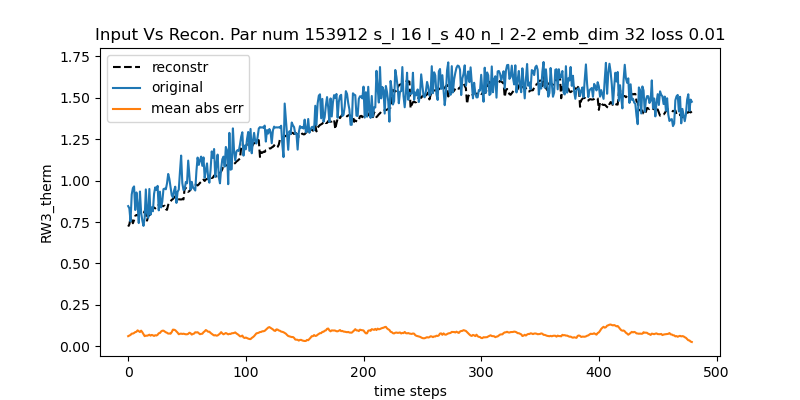 Input Vs Recon. Par num 153912 s_l 16 l_s 40 n_l 2-2 emb_dim 32 loss 0.01
reconstr
original
mean abs err
1.75
1.50
1.25
1.00
0.75
0.50
0.25
0.00
RW3_therm
0 100 200 300 400 500
time steps